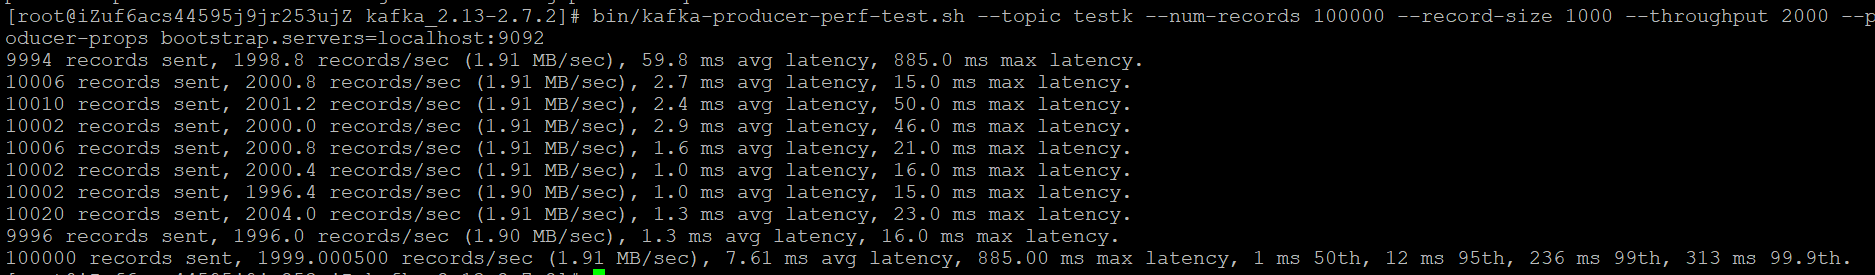 [root@iZuf6acs44595j9jr253ujZ kafka_2.13-2.7.2]# bin/kafka-producer-perf-test.sh --topic testk --num-records 100000 --record-size 1000 --throughput 2000 --p
oducer-props bootstrap.servers=localhost:9092
9994 records sent, 1998.8 records/sec (1.91 MB/sec), 59.8 ms avg latency, 885.0 ms max latency.
10006 records sent, 2000.8 records/sec (1.91 MB/sec), 2.7 ms avg latency, 15.0 ms max latency.
10010 records sent, 2001.2 records/sec (1.91 MB/sec), 2.4 ms avg latency, 50.0 ms max latency.
10002 records sent, 2000.0 records/sec (1.91 MB/sec), 2.9 ms avg latency, 46.0 ms max latency.
10006 records sent, 2000.8 records/sec (1.91 MB/sec), 1.6 ms avg latency, 21.0 ms max latency.
10002 records sent, 2000.4 records/sec (1.91 MB/sec), 1.0 ms avg latency, 16.0 ms max latency.
10002 records sent, 1996.4 records/sec (1.90 MB/sec), 1.0 ms avg latency, 15.0 ms max latency.
10020 records sent, 2004.0 records/sec (1.91 MB/sec), 1.3 ms avg latency, 23.0 ms max latency.
9996 records sent, 1996.0 records/sec (1.90 MB/sec), 1.3 ms avg latency, 16.0 ms max latency.
100000 records sent, 1999.000500 records/sec (1.91 MB/sec), 7.61 ms avg latency, 885.00 ms max latency, 1 ms 50th, 12 ms 95th, 236 ms 99th, 313 ms 99.9th.